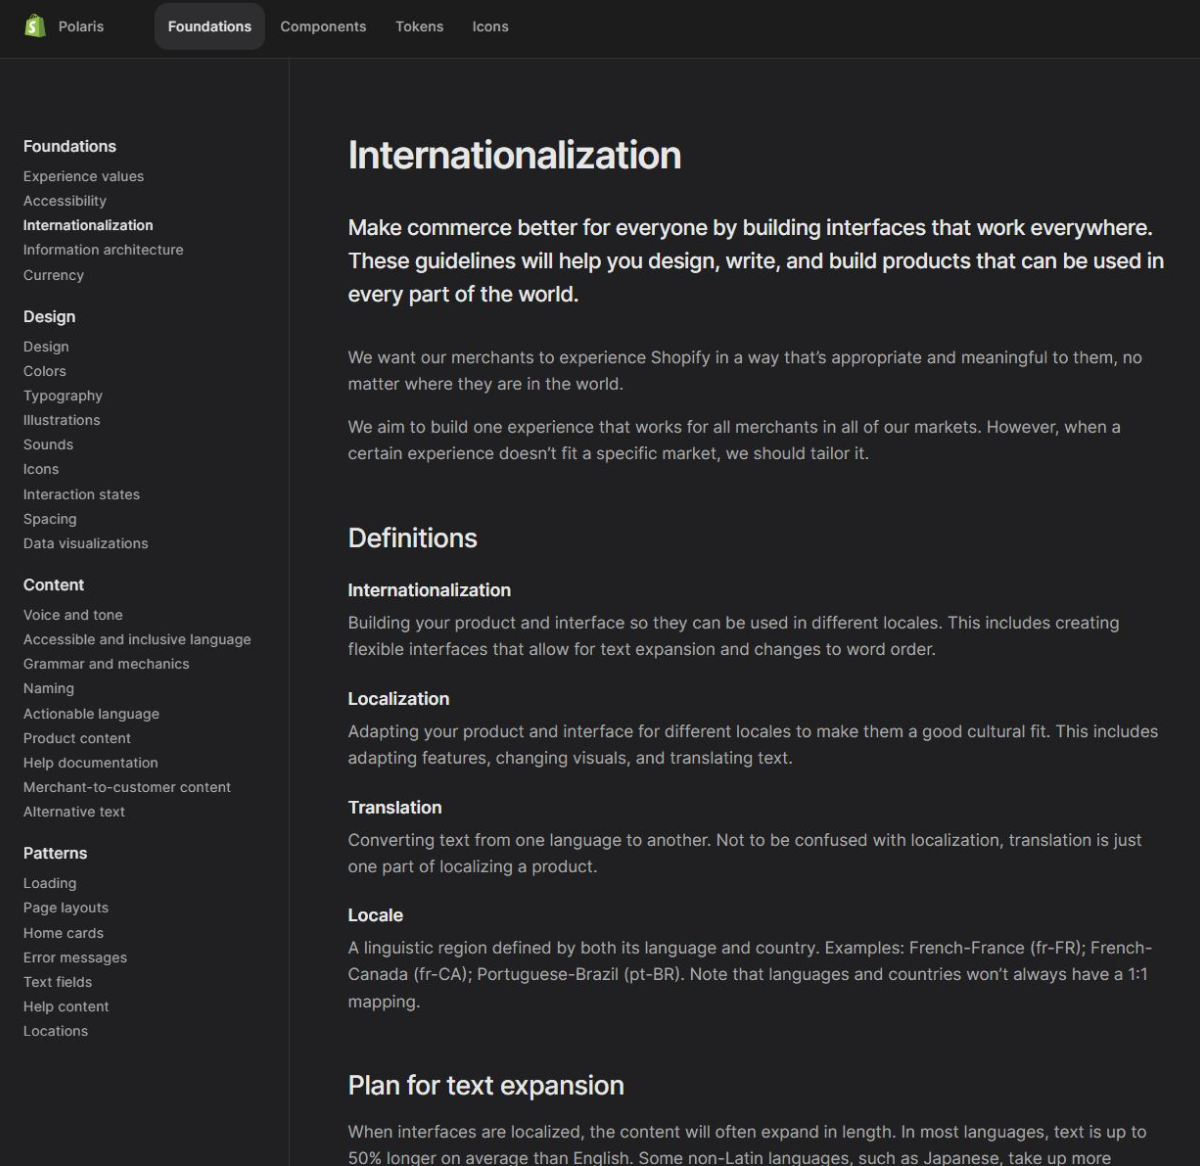 Polaris
Foundations
Components
Tokens
Icons
Foundations
Experience values
Accessibility
Internationalization
Information architecture
Currency
Design
Design
Colors
Typography
Illustrations
Sounds
Icons
Interaction states
Spacing
Data visualizations
Content
Voice and tone
Accessible and inclusive language
Grammar and mechanics
Naming
Actionable language
Product content
Help documentation
Merchant-to-customer content
Alternative text
Patterns
Loading
Page layouts
Home cards
Error messages
Text fields
Help content
Locations
Internationalization
Make commerce better for everyone by building interfaces that work everywhere.
These guidelines will help you design, write, and build products that can be used in
every part of the world.
We want our merchants to experience Shopify in a way that’s appropriate and meaningful to them, no
matter where they are in the world.
We aim to build one experience that works for all merchants in all of our markets. However, when a
certain experience doesn’t fit a specific market, we should tailor it.
Definitions
Internationalization
Building your product and interface so they can be used in different locales. This includes creating
flexible interfaces that allow for text expansion and changes to word order.
Localization
Adapting your product and interface for different locales to make them a good cultural fit. This includes
adapting features, changing visuals, and translating text.
Translation
Converting text from one language to another. Not to be confused with localization, translation is just
one part of localizing a product.
Locale
A linguistic region defined by both its language and country. Examples: French-France (fr-FR); French-
Canada (fr-CA); Portuguese-Brazil (pt-BR). Note that languages and countries won’t always have a 1:1
mapping.
Plan for text expansion
When interfaces are localized, the content will often expand in length. In most languages, text is up to
50% longer on average than English. Some non-Latin languages, such as Japanese, take up more